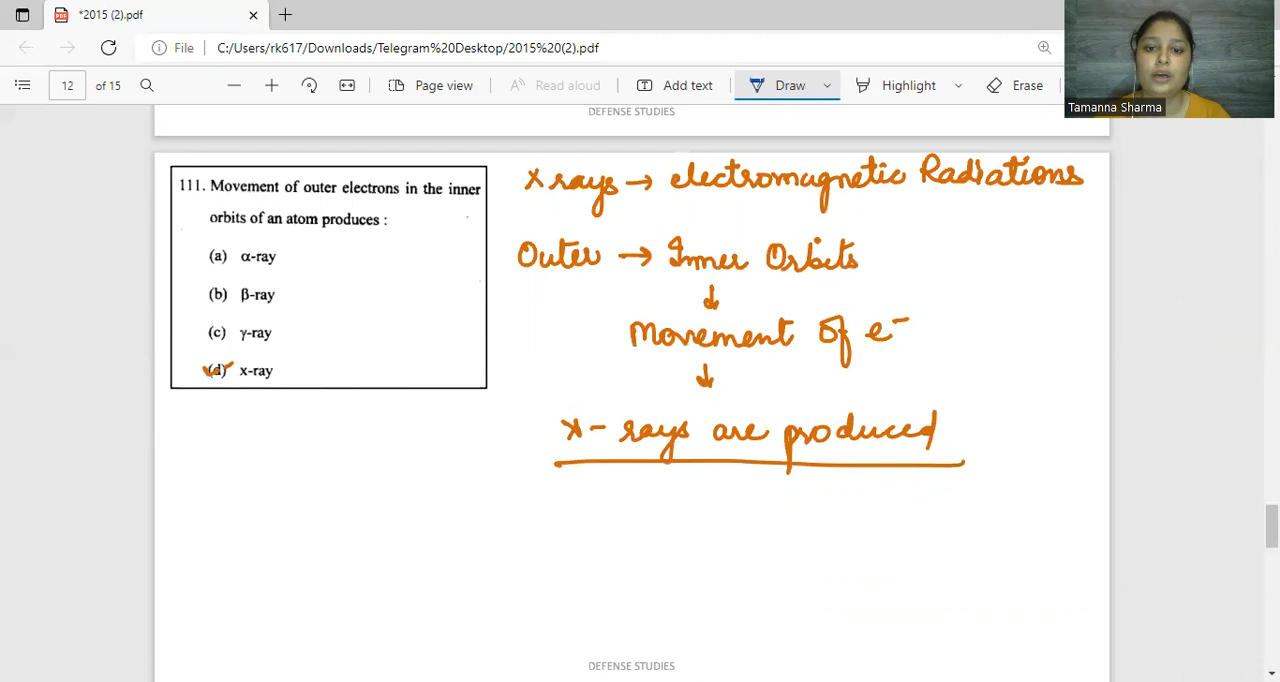 *2015 (2).pdf
File C:/Users/rk617/Downloads/Telegram%20Desktop/2015%20(2).pdf
12 of 15 Page view Read aloud Add text Draw Highlight Erase
Tamanna Sharma
DEFENSE STUDIES
111. Movement of outer electrons in the inner
orbits of an atom produces :
(a) α-ray
(b) β-ray
(c) γ-ray
(d) x-ray
x rays → electromagnetic Radiations
Outer → Inner Orbits
↓
Movement of e⁻
↓
x- rays are produced
DEFENSE STUDIES